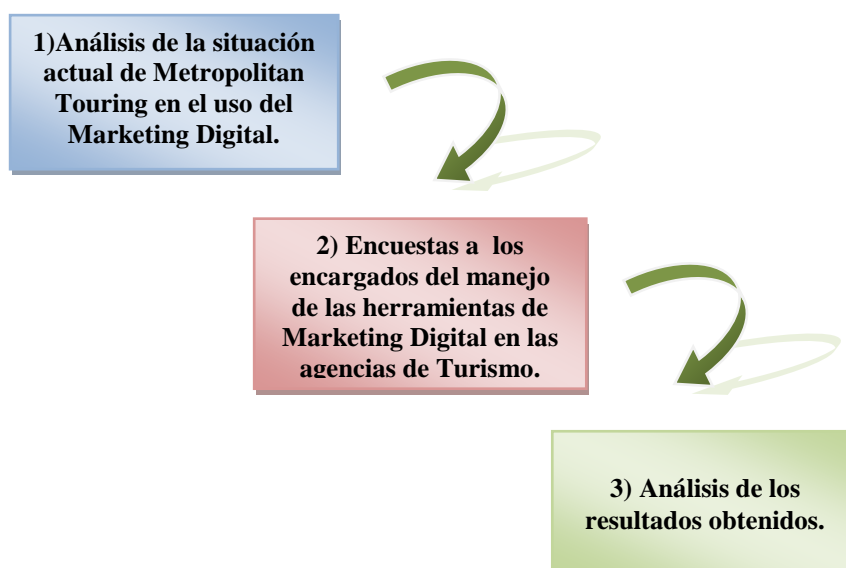 1)Análisis de la situación
actual de Metropolitan
Touring en el uso del
Marketing Digital.
2) Encuestas a los
encargados del manejo
de las herramientas de
Marketing Digital en las
agencias de Turismo.
3) Análisis de los
resultados obtenidos.